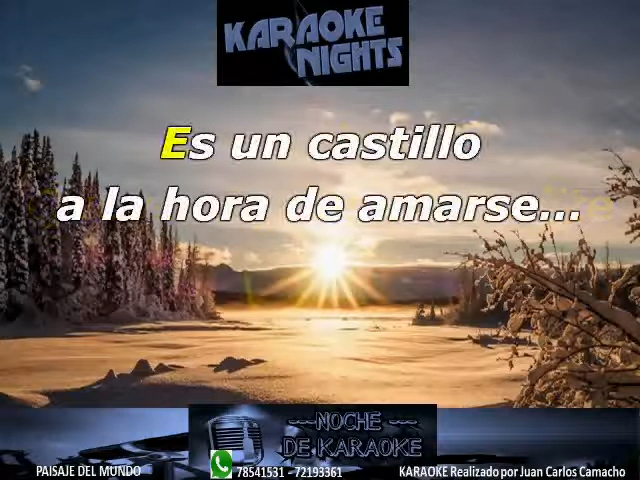 KARAOKE
NIGHTS
Es un castillo
a la hora de amarse...
NOCHE
DE KARAOKE
PAISAJE DEL MUNDO
78541531 - 72193361
KARAOKE Realizado por Juan Carlos Camacho